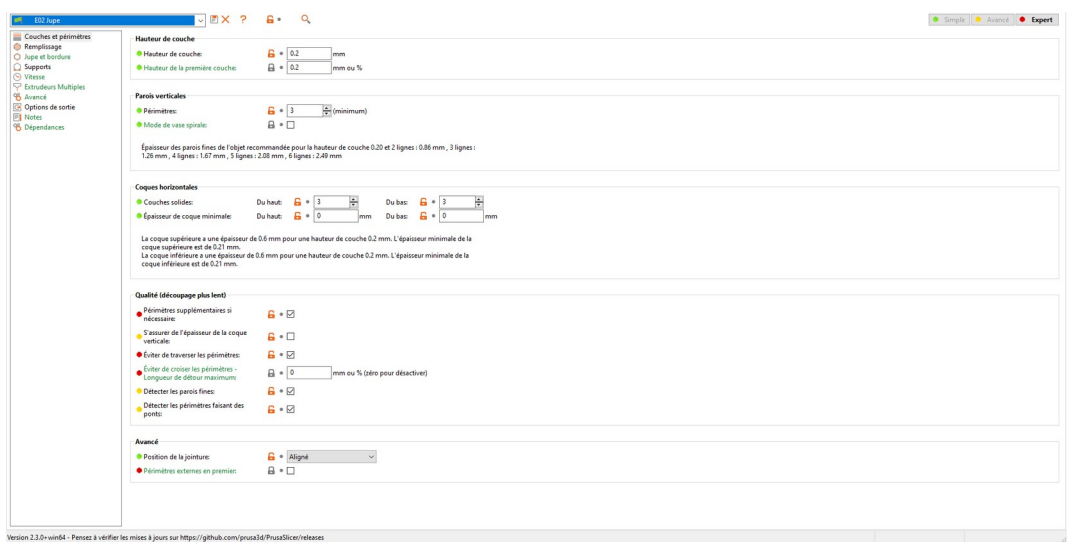 E02 Jupe
?
Simple
Avancé
Expert
Couches et périmètres
Remplissage
Jupe et bordure
Supports
Vitesse
Extrudeurs Multiples
Avancé
Options de sortie
Notes
Dépendances
Hauteur de couche
Hauteur de couche: 0.2 mm
Hauteur de la première couche: 0.2 mm ou %
Parois verticales
Périmètres: 3 (minimum)
Mode de vase spirale:
Épaisseur des parois fines de l'objet recommandée pour la hauteur de couche 0.20 et 2 lignes : 0.86 mm , 3 lignes :
1.26 mm , 4 lignes : 1.67 mm , 5 lignes : 2.08 mm , 6 lignes : 2.49 mm
Coques horizontales
Couches solides: Du haut: 3 Du bas: 3
Épaisseur de coque minimale: Du haut: 0 mm Du bas: 0 mm
La coque supérieure a une épaisseur de 0.6 mm pour une hauteur de couche 0.2 mm. L'épaisseur minimale de la
coque supérieure est de 0.21 mm.
La coque inférieure a une épaisseur de 0.6 mm pour une hauteur de couche 0.2 mm. L'épaisseur minimale de la
coque inférieure est de 0.21 mm.
Qualité (découpage plus lent)
Périmètres supplémentaires si
nécessaire:
S'assurer de l'épaisseur de la coque
verticale:
Éviter de traverser les périmètres:
Éviter de croiser les périmètres -
Longueur de détour maximum: 0 mm ou % (zéro pour désactiver)
Détecter les parois fines:
Détecter les périmètres faisant des
ponts:
Avancé
Position de la jointure: Aligné
Périmètres externes en premier:
Version 2.3.0+win64 - Pensez à vérifier les mises à jours sur https://github.com/prusa3d/PrusaSlicer/releases